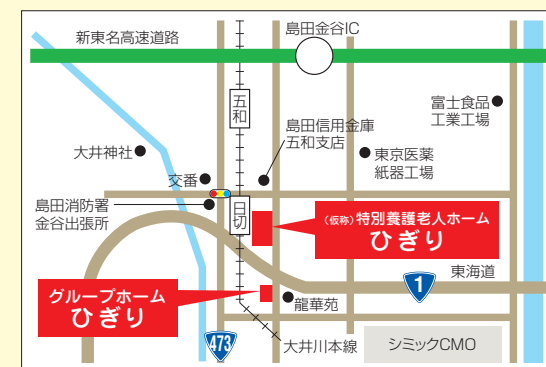 新東名高速道路
島田金谷IC
五和
島田信用金庫
五和支店
富士食品
工業工場
大井神社
交番
東京医薬
紙器工場
島田消防署
金谷出張所
日切
(仮称)特別養護老人ホーム
ひぎり
東海道
1
グループホーム
ひぎり
龍華苑
473
大井川本線
シミックCMO